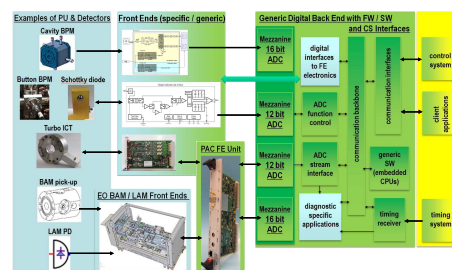 Examples of PU & Detectors
Cavity BPM
Button BPM
Schottky diode
Turbo ICT
BAM pick-up
LAM PD
Front Ends (specific / generic)
PAC FE Unit
EO BAM / LAM Front Ends
Generic Digital Back End with FW / SW
and CS Interfaces
Mezzanine
16 bit
ADC
Mezzanine
12 bit
ADC
Mezzanine
12 bit
ADC
Mezzanine
16 bit
ADC
digital
interfaces
to FE
electronics
ADC
function
control
ADC
stream
interface
diagnostic
specific
applications
communication backbone
communication interfaces
generic
SW
(embedded
CPUs)
timing
receiver
control
system
client
applications
timing
system